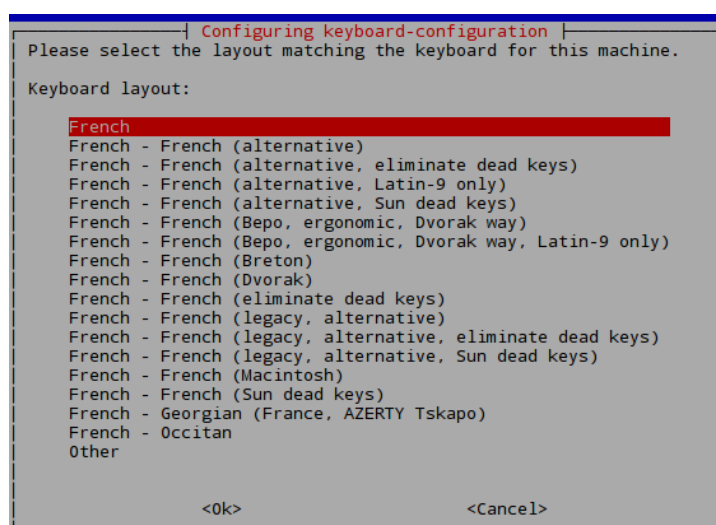 Configuring keyboard-configuration
Please select the layout matching the keyboard for this machine.
Keyboard layout:
French
French - French (alternative)
French - French (alternative, eliminate dead keys)
French - French (alternative, Latin-9 only)
French - French (alternative, Sun dead keys)
French - French (Bepo, ergonomic, Dvorak way)
French - French (Bepo, ergonomic, Dvorak way, Latin-9 only)
French - French (Breton)
French - French (Dvorak)
French - French (eliminate dead keys)
French - French (legacy, alternative)
French - French (legacy, alternative, eliminate dead keys)
French - French (legacy, alternative, Sun dead keys)
French - French (Macintosh)
French - French (Sun dead keys)
French - Georgian (France, AZERTY Tskapo)
French - Occitan
Other
<Ok> <Cancel>